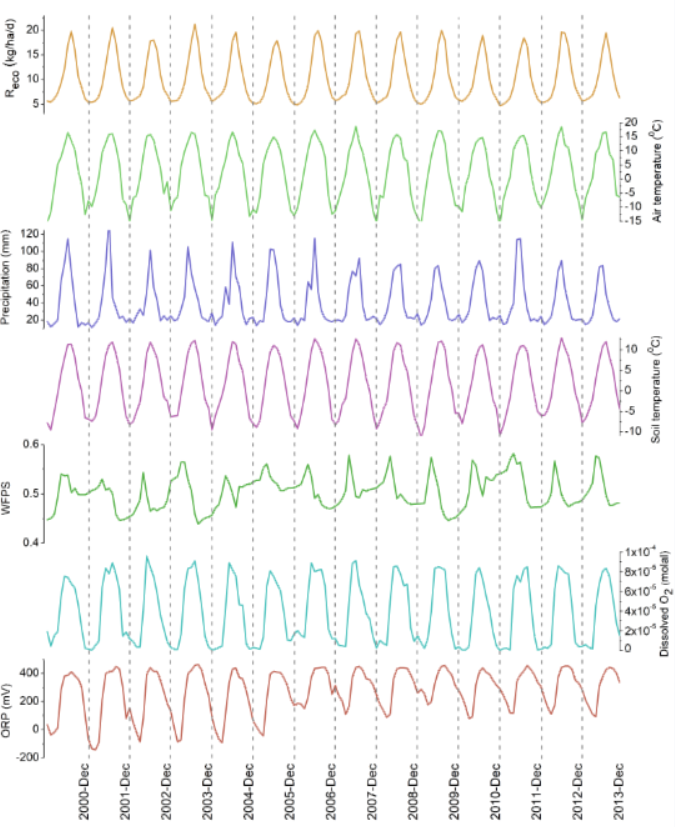 R_eco (kg/ha/d)
20
15
10
5
20
15
10
5
0
-5
-10
-15
Air temperature (⁰C)
Precipitation (mm)
120
100
80
60
40
20
10
5
0
-5
-10
Soil temperature (⁰C)
WFPS
0.6
0.5
0.4
1x10⁻⁴
8x10⁻⁵
6x10⁻⁵
4x10⁻⁵
2x10⁻⁵
0
Dissolved O₂ (molal)
ORP (mV)
400
200
0
-200
2000-Dec
2001-Dec
2002-Dec
2003-Dec
2004-Dec
2005-Dec
2006-Dec
2007-Dec
2008-Dec
2009-Dec
2010-Dec
2011-Dec
2012-Dec
2013-Dec